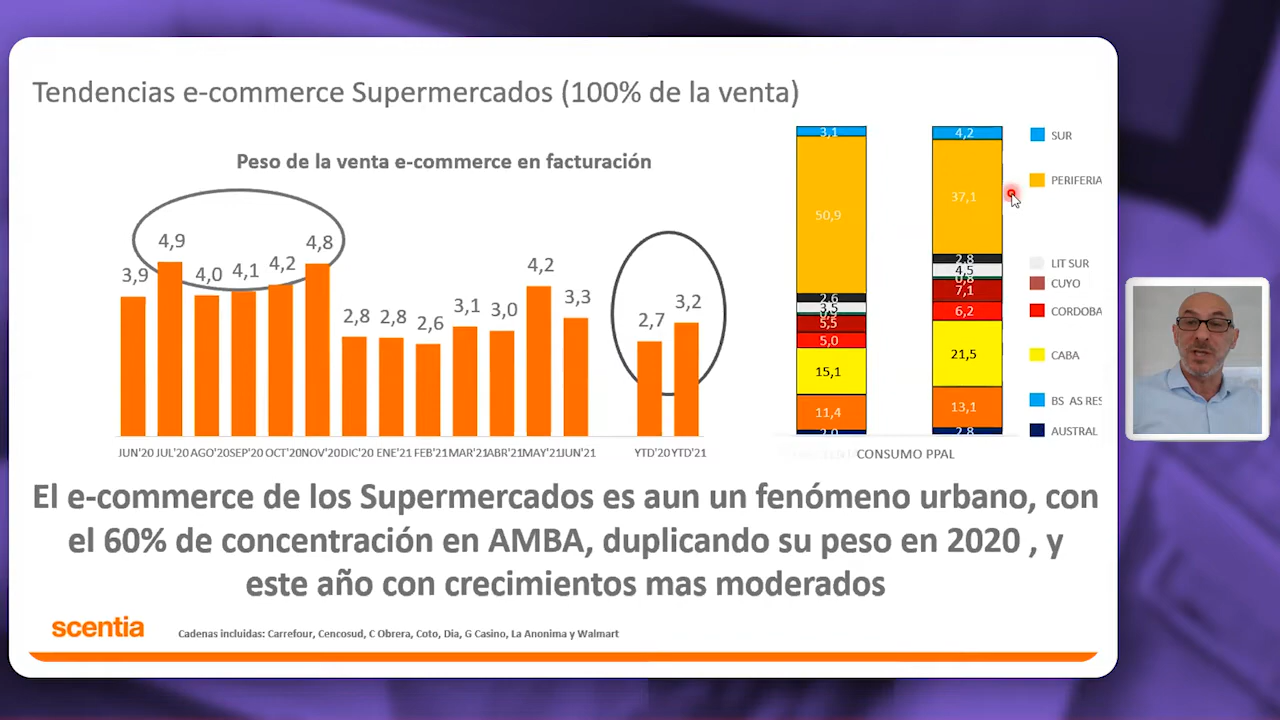 Tendencias e-commerce Supermercados (100% de la venta)
Peso de la venta e-commerce en facturación
3,9
4,9
4,0
4,1
4,2
4,8
2,8
2,8
2,6
3,1
3,0
4,2
3,3
2,7
3,2
JUN'20 JUL'20 AGO'20 SEP'20 OCT'20 NOV'20 DIC'20 ENE'21 FEB'21 MAR'21 ABR'21 MAY'21 JUN'21 YTD'20 YTD'21
3,1
50,9
2,6
3,5
5,5
5,0
15,1
11,4
2,0
4,2
37,1
2,8
4,5
0,8
7,1
6,2
21,5
13,1
2,8
CONSUMO PPAL
SUR
PERIFERIA
LIT SUR
CUYO
CORDOBA
CABA
BS AS RES
AUSTRAL
El e-commerce de los Supermercados es aun un fenómeno urbano, con
el 60% de concentración en AMBA, duplicando su peso en 2020 , y
este año con crecimientos mas moderados
scentia
Cadenas incluidas: Carrefour, Cencosud, C Obrera, Coto, Dia, G Casino, La Anonima y Walmart